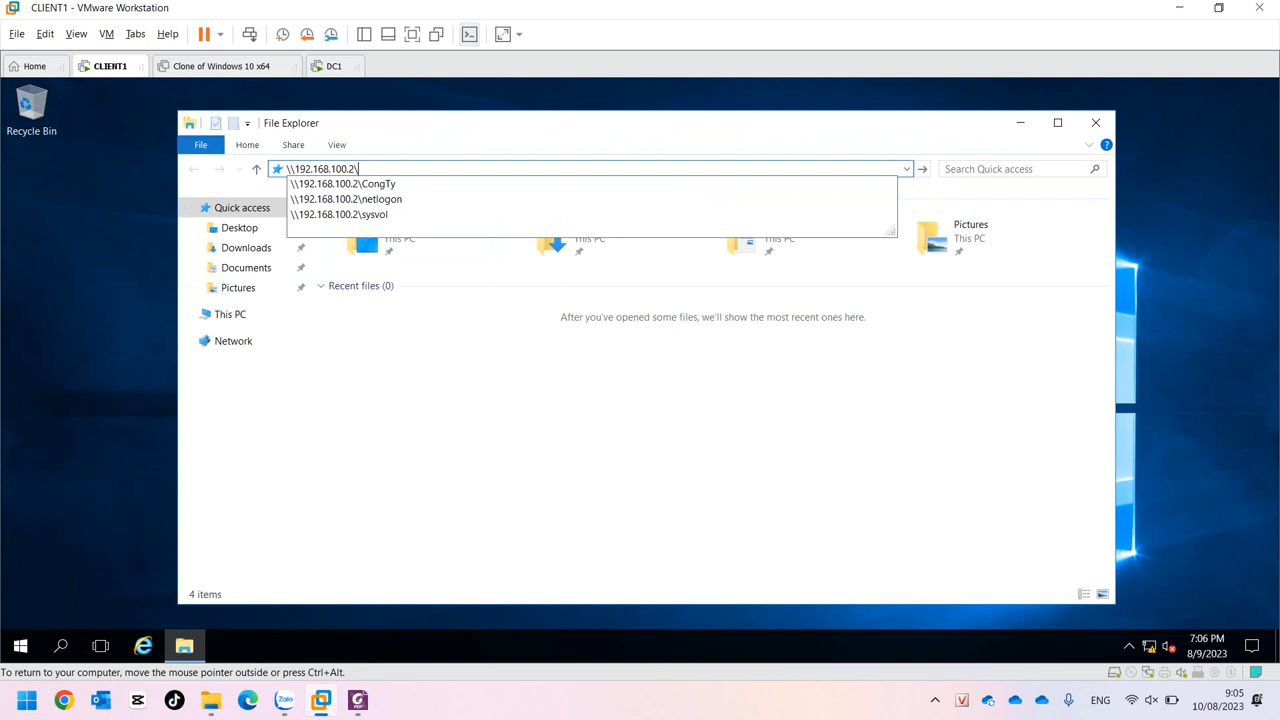 CLIENT1 - VMware Workstation
File Edit View VM Tabs Help
Home CLIENT1 Clone of Windows 10 x64 DC1
Recycle Bin
File Explorer
File Home Share View
\\192.168.100.2\ Search Quick access
\\192.168.100.2\CongTy
\\192.168.100.2\netlogon
\\192.168.100.2\sysvol
Quick access
Desktop
Downloads
Documents
Pictures
This PC
Network
This PC
This PC
This PC
Pictures
This PC
Recent files (0)
After you've opened some files, we'll show the most recent ones here.
4 items
7:06 PM
8/9/2023
To return to your computer, move the mouse pointer outside or press Ctrl+Alt.
Zalo
ENG
9:05
10/08/2023